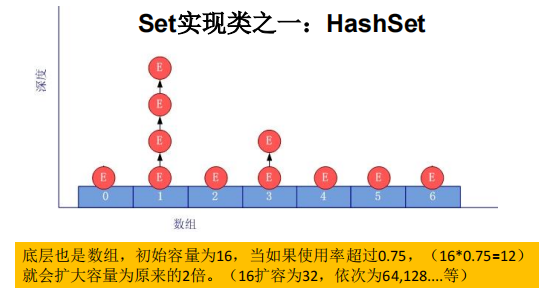 Set实现类之一：HashSet
深度
E
E
E
E
E
E
E
E
E
E
E
0 1 2 3 4 5 6
数组
底层也是数组，初始容量为16，当如果使用率超过0.75，（16*0.75=12）
就会扩大容量为原来的2倍。（16扩容为32，依次为64,128....等）